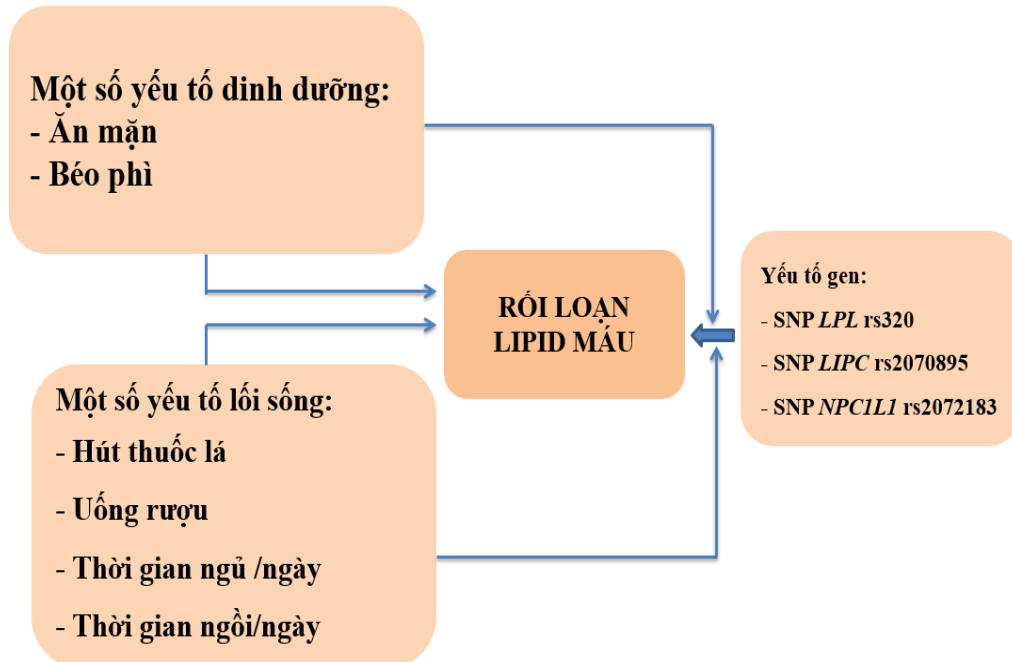 Một số yếu tố dinh dưỡng:
- Ăn mặn
- Béo phì
RỐI LOẠN
LIPID MÁU
Yếu tố gen:
- SNP LPL rs320
- SNP LIPC rs2070895
- SNP NPC1L1 rs2072183
Một số yếu tố lối sống:
- Hút thuốc lá
- Uống rượu
- Thời gian ngủ /ngày
- Thời gian ngồi/ngày